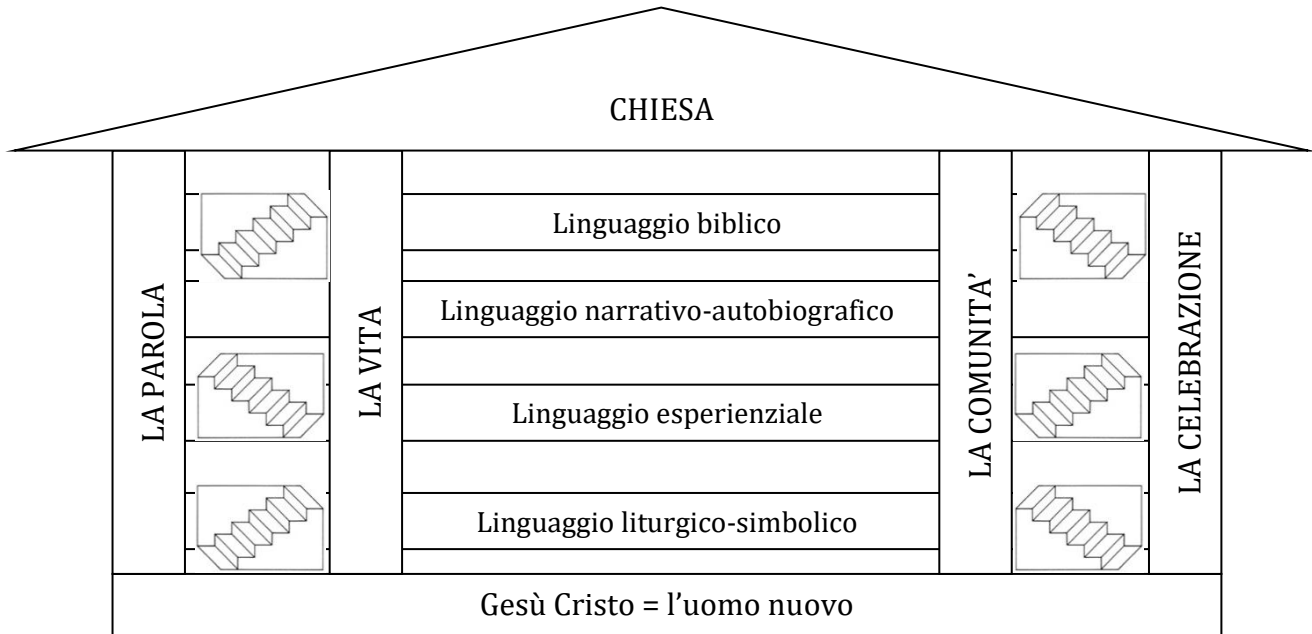 CHIESA
LA PAROLA
LA VITA
Linguaggio biblico
Linguaggio narrativo-autobiografico
Linguaggio esperienziale
Linguaggio liturgico-simbolico
LA COMUNITA’
LA CELEBRAZIONE
Gesù Cristo = l’uomo nuovo